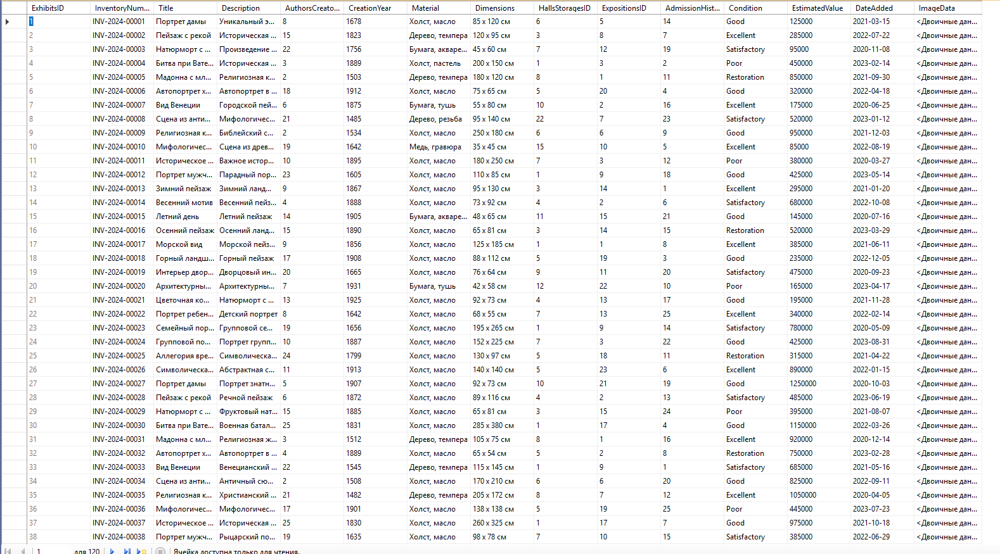 ExhibitsID InventoryNum... Title Description AuthorsCreato... CreationYear Material Dimensions HallsStoragesID ExpositionsID AdmissionHist... Condition EstimatedValue DateAdded ImageData
1 INV-2024-00001 Портрет дамы Уникальный э... 8 1678 Холст, масло 85 x 120 см 6 5 14 Good 125000 2021-03-15 <Двоичные дан...
2 INV-2024-00002 Пейзаж с рекой Историческая ... 15 1823 Дерево, темпера 120 x 95 см 3 8 7 Excellent 285000 2022-07-22 <Двоичные дан...
3 INV-2024-00003 Натюрморт с ... Произведение ... 22 1756 Бумага, акваре... 45 x 60 см 7 12 19 Satisfactory 95000 2020-11-08 <Двоичные дан...
4 INV-2024-00004 Битва при Вате... Историческая ... 3 1889 Холст, пастель 200 x 150 см 1 3 2 Poor 450000 2023-02-14 <Двоичные дан...
5 INV-2024-00005 Мадонна с мл... Религиозная к... 2 1503 Дерево, темпера 180 x 120 см 8 1 11 Restoration 850000 2021-09-30 <Двоичные дан...
6 INV-2024-00006 Автопортрет х... Автопортрет в ... 18 1912 Холст, масло 75 x 65 см 5 20 4 Good 320000 2022-04-18 <Двоичные дан...
7 INV-2024-00007 Вид Венеции Городской пей... 6 1875 Бумага, тушь 55 x 80 см 10 2 16 Excellent 175000 2020-06-25 <Двоичные дан...
8 INV-2024-00008 Сцена из анти... Мифологичес... 21 1485 Дерево, резьба 95 x 140 см 22 7 23 Satisfactory 520000 2023-01-12 <Двоичные дан...
9 INV-2024-00009 Религиозная к... Библейский с... 2 1534 Холст, масло 250 x 180 см 6 6 9 Good 950000 2021-12-03 <Двоичные дан...
10 INV-2024-00010 Мифологичес... Сцена из древ... 19 1642 Медь, гравюра 35 x 45 см 15 10 5 Excellent 85000 2022-08-19 <Двоичные дан...
11 INV-2024-00011 Историческое ... Важное истор... 10 1895 Холст, масло 180 x 250 см 7 3 12 Poor 380000 2020-03-27 <Двоичные дан...
12 INV-2024-00012 Портрет мужч... Парадный пор... 23 1605 Холст, масло 110 x 85 см 1 9 18 Good 425000 2023-05-14 <Двоичные дан...
13 INV-2024-00013 Зимний пейзаж Зимний ланд... 9 1867 Холст, масло 95 x 130 см 3 14 1 Excellent 295000 2021-01-20 <Двоичные дан...
14 INV-2024-00014 Весенний мотив Весенний пейз... 4 1888 Холст, масло 73 x 92 см 4 2 6 Satisfactory 680000 2022-10-08 <Двоичные дан...
15 INV-2024-00015 Летний день Летний пейзаж 14 1905 Бумага, акваре... 48 x 65 см 11 15 21 Good 145000 2020-07-16 <Двоичные дан...
16 INV-2024-00016 Осенний пейзаж Осенний ланд... 15 1890 Холст, масло 65 x 81 см 3 14 15 Restoration 520000 2023-03-29 <Двоичные дан...
17 INV-2024-00017 Морской вид Морской пейз... 9 1856 Холст, масло 125 x 185 см 1 1 8 Excellent 385000 2021-06-11 <Двоичные дан...
18 INV-2024-00018 Горный ландш... Горный пейзаж 17 1908 Холст, масло 88 x 112 см 5 19 3 Good 235000 2022-12-05 <Двоичные дан...
19 INV-2024-00019 Интерьер двор... Дворцовый ин... 20 1665 Холст, масло 76 x 64 см 9 11 20 Satisfactory 475000 2020-09-23 <Двоичные дан...
20 INV-2024-00020 Архитектурны... Архитектурны... 7 1931 Бумага, тушь 42 x 58 см 12 22 10 Poor 165000 2023-04-17 <Двоичные дан...
21 INV-2024-00021 Цветочная ко... Натюрморт с ... 13 1925 Холст, масло 92 x 73 см 4 13 17 Good 195000 2021-11-28 <Двоичные дан...
22 INV-2024-00022 Портрет ребен... Детский портрет 8 1642 Холст, масло 68 x 55 см 7 13 25 Excellent 340000 2022-02-14 <Двоичные дан...
23 INV-2024-00023 Семейный пор... Групповой се... 19 1656 Холст, масло 195 x 265 см 1 9 14 Satisfactory 780000 2020-05-09 <Двоичные дан...
24 INV-2024-00024 Групповой по... Портрет групп... 10 1887 Холст, масло 152 x 225 см 7 3 22 Good 425000 2023-08-31 <Двоичные дан...
25 INV-2024-00025 Аллегория вре... Символическа... 24 1799 Холст, масло 130 x 97 см 5 18 11 Restoration 315000 2021-04-22 <Двоичные дан...
26 INV-2024-00026 Символическа... Абстрактная с... 11 1913 Холст, масло 140 x 140 см 5 23 6 Excellent 890000 2022-01-15 <Двоичные дан...
27 INV-2024-00027 Портрет дамы Портрет знатн... 5 1907 Холст, масло 92 x 73 см 10 21 19 Good 1250000 2020-10-03 <Двоичные дан...
28 INV-2024-00028 Пейзаж с рекой Речной пейзаж 6 1872 Холст, масло 89 x 116 см 4 2 13 Satisfactory 485000 2023-06-19 <Двоичные дан...
29 INV-2024-00029 Натюрморт с ... Фруктовый нат... 15 1885 Холст, масло 65 x 81 см 3 15 24 Poor 395000 2021-08-07 <Двоичные дан...
30 INV-2024-00030 Битва при Вате... Военная батал... 25 1831 Холст, масло 285 x 380 см 1 17 4 Good 1150000 2022-03-26 <Двоичные дан...
31 INV-2024-00031 Мадонна с мл... Религиозная ж... 3 1512 Дерево, темпера 105 x 75 см 8 1 16 Excellent 920000 2020-12-14 <Двоичные дан...
32 INV-2024-00032 Автопортрет х... Автопортрет в ... 4 1889 Холст, масло 65 x 54 см 5 2 8 Restoration 750000 2023-02-28 <Двоичные дан...
33 INV-2024-00033 Вид Венеции Венецианский ... 22 1545 Дерево, темпера 115 x 145 см 1 9 1 Satisfactory 685000 2021-05-16 <Двоичные дан...
34 INV-2024-00034 Сцена из анти... Античный сю... 2 1508 Холст, масло 170 x 210 см 6 6 20 Good 825000 2022-09-11 <Двоичные дан...
35 INV-2024-00035 Религиозная к... Христианский ... 21 1482 Дерево, темпера 205 x 172 см 8 7 12 Excellent 1050000 2020-04-05 <Двоичные дан...
36 INV-2024-00036 Мифологичес... Мифологичес... 17 1901 Холст, масло 138 x 138 см 5 19 25 Poor 445000 2023-07-23 <Двоичные дан...
37 INV-2024-00037 Историческое ... Историческая ... 25 1830 Холст, масло 260 x 325 см 1 17 7 Good 975000 2021-10-18 <Двоичные дан...
38 INV-2024-00038 Портрет мужч... Рыцарский по... 19 1635 Холст, масло 98 x 78 см 7 10 15 Satisfactory 385000 2022-06-29 <Двоичные дан...
1 для 120 Ячейка доступна только для чтения.